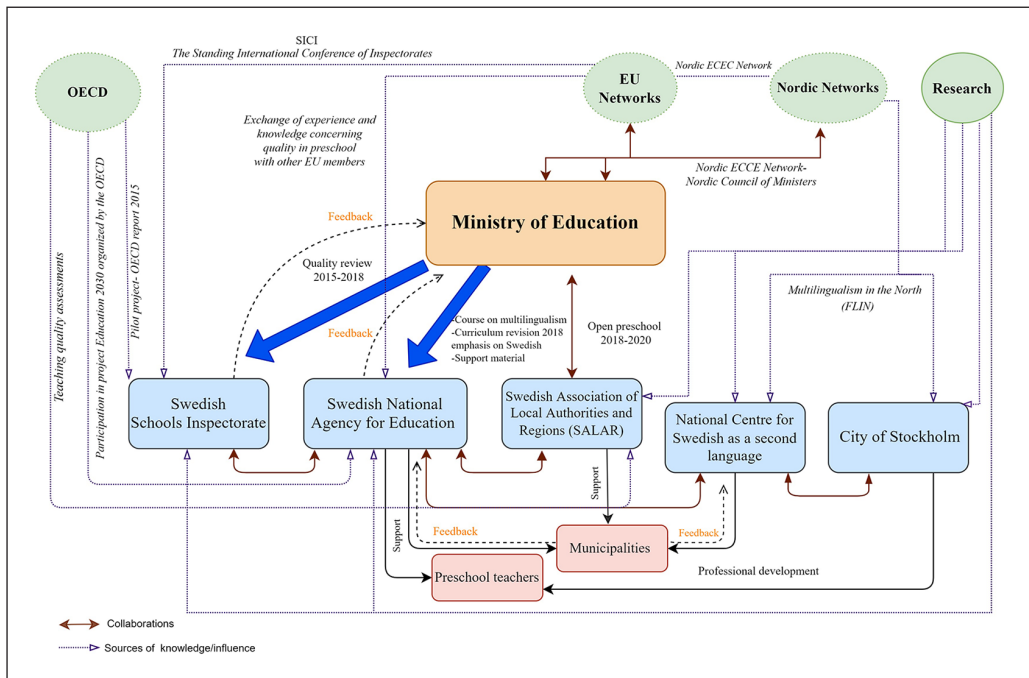 SICI
The Standing International Conference of Inspectorates
OECD
EU
Networks
Nordic ECEC Network
Nordic Networks
Research
Exchange of experience and
knowledge concerning
quality in preschool
with other EU members
Nordic ECCE Network-
Nordic Council of Ministers
Ministry of Education
Feedback
Quality review
2015-2018
Feedback
-Course on multilingualism
-Curriculum revision 2018
emphasis on Swedish
-Support material
Open preschool
2018-2020
Multilingualism in the North
(FLIN)
Teaching quality assessments
Participation in project Education 2030 organized by the OECD
Pilot project- OECD report 2015
Swedish
Schools Inspectorate
Swedish National
Agency for Education
Swedish Association of
Local Authorities and
Regions (SALAR)
National Centre for
Swedish as a second
language
City of Stockholm
Support
Support
Feedback
Municipalities
Feedback
Preschool teachers
Professional development
Collaborations
Sources of knowledge/influence